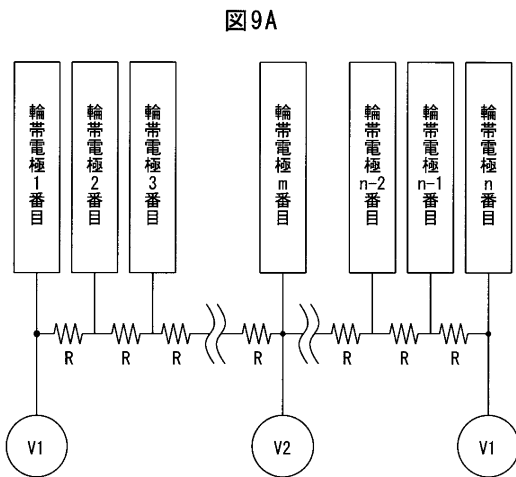 図9A
輪帯電極1番目
輪帯電極2番目
輪帯電極3番目
輪帯電極m番目
輪帯電極n-2番目
輪帯電極n-1番目
輪帯電極n番目
R R R R R R R
V1 V2 V1